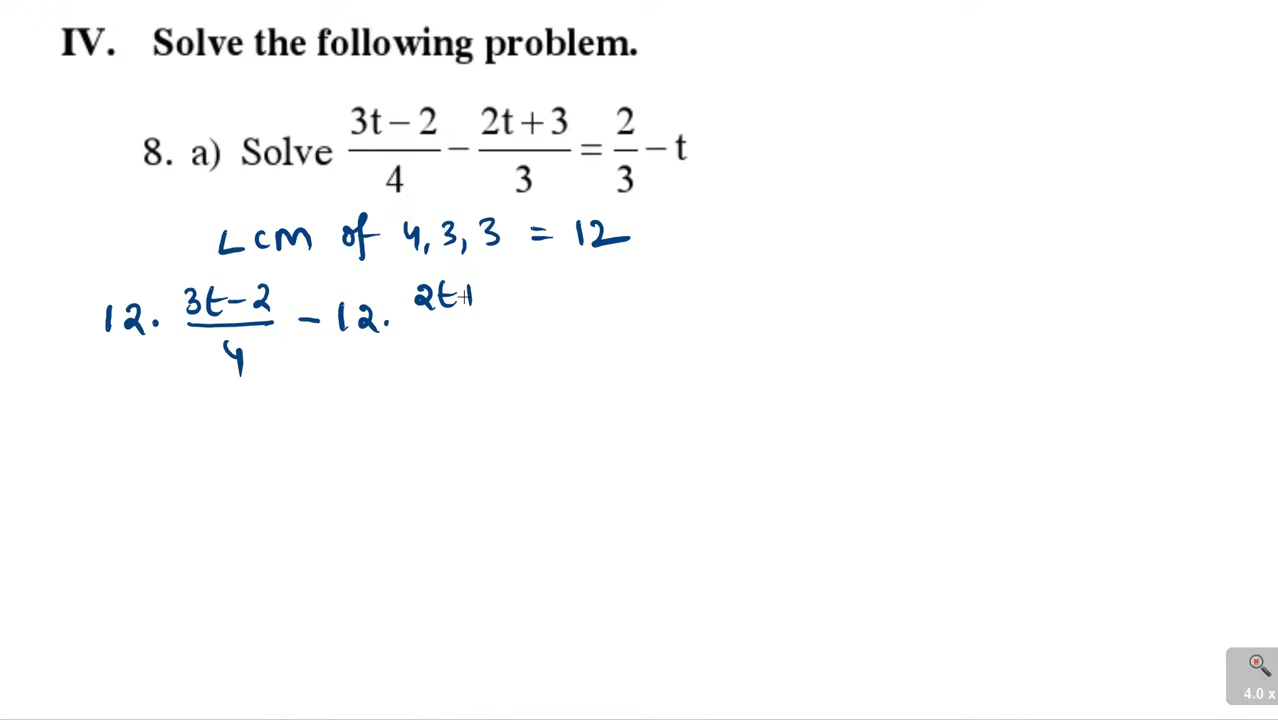 IV. Solve the following problem.
8. a) Solve (3t – 2)/4 – (2t + 3)/3 = 2/3 – t
LCM of 4, 3, 3 = 12
12. (3t – 2)/4 – 12. 2t+
4.0 x